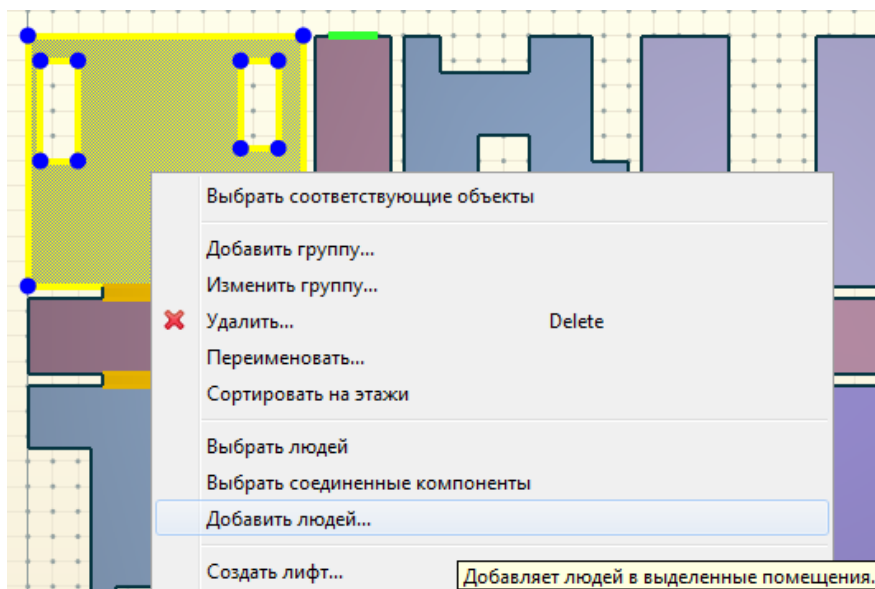 Выбрать соответствующие объекты
Добавить группу...
Изменить группу...
Удалить... Delete
Переименовать...
Сортировать на этажи
Выбрать людей
Выбрать соединенные компоненты
Добавить людей...
Создать лифт...
Добавляет людей в выделенные помещения.